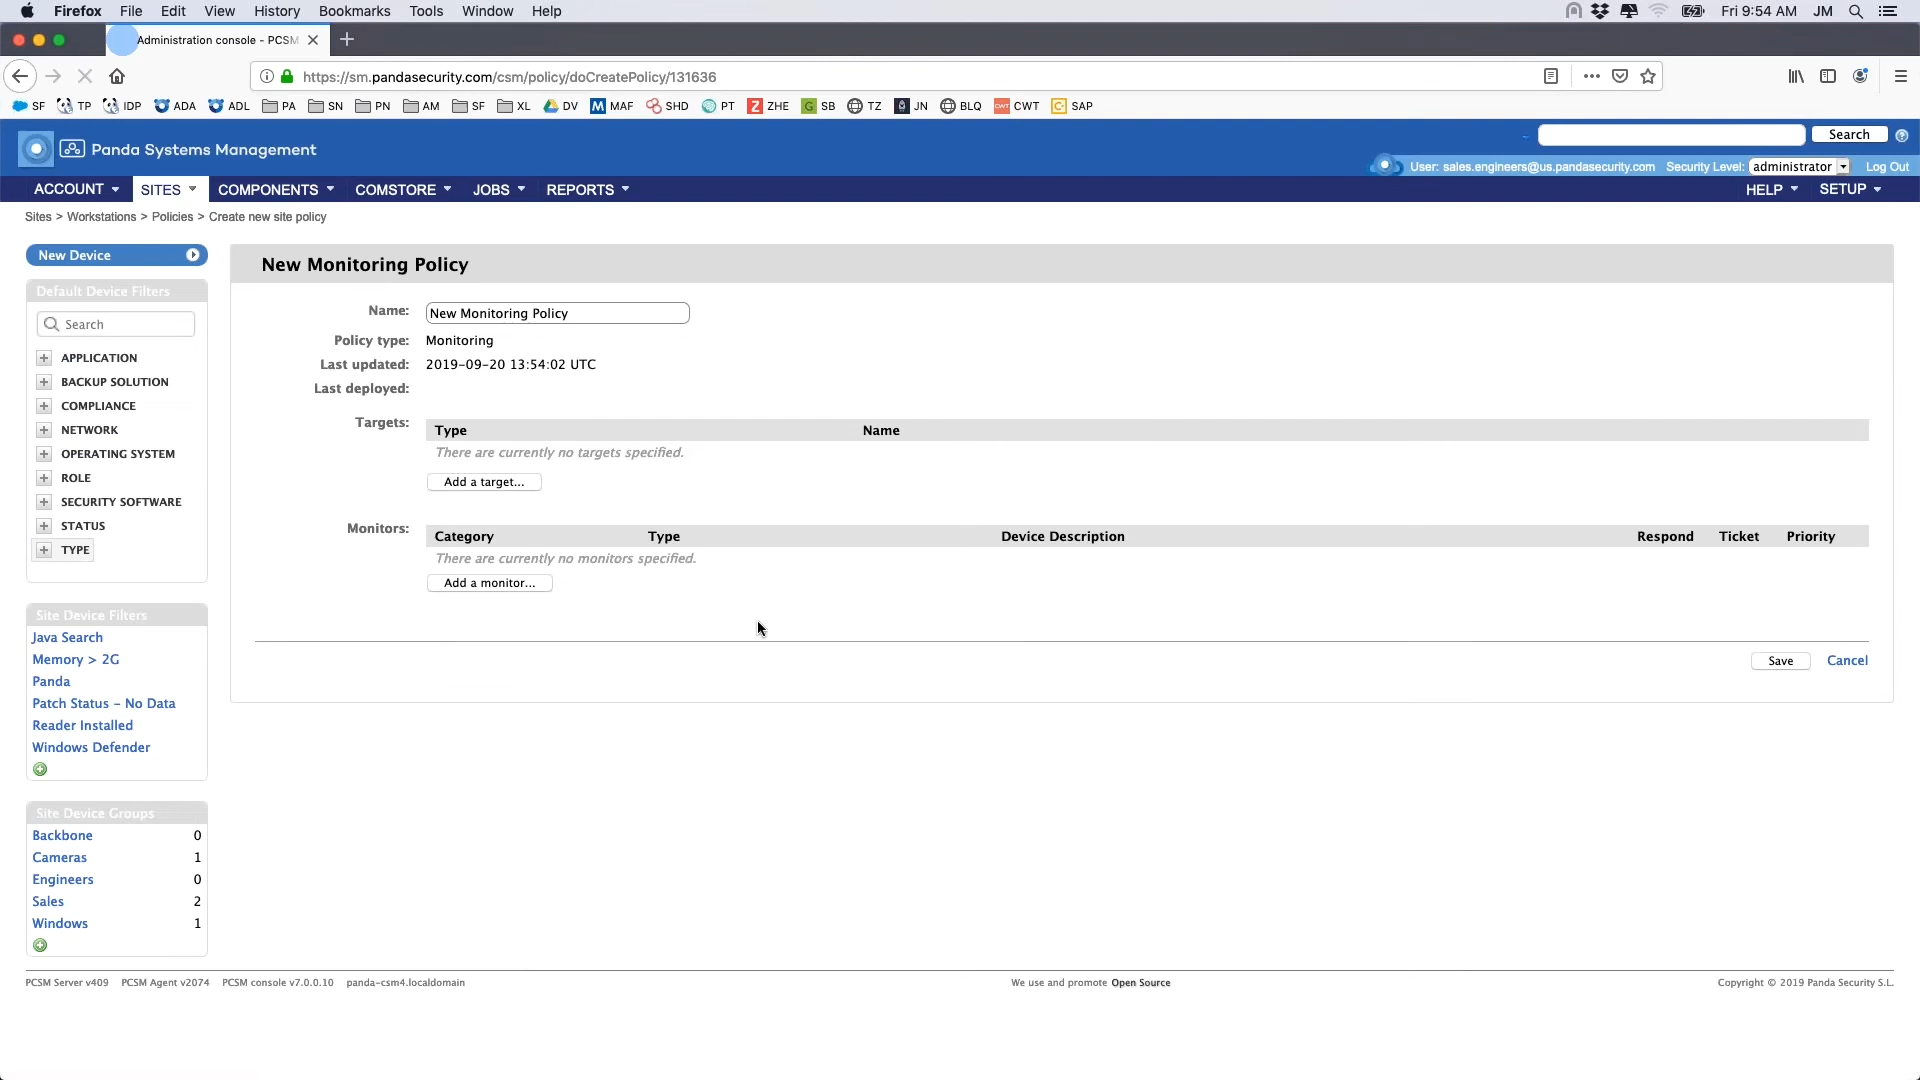 Firefox File Edit View History Bookmarks Tools Window Help Fri 9:54 AM JM
Administration console - PCSM
https://sm.pandasecurity.com/csm/policy/doCreatePolicy/131636
SF TP IDP ADA ADL PA SN PN AM SF XL DV MAF SHD PT ZHE SB TZ JN BLQ CWT SAP
Panda Systems Management
Search
User: sales.engineers@us.pandasecurity.com Security Level: administrator Log Out
ACCOUNT SITES COMPONENTS COMSTORE JOBS REPORTS HELP SETUP
Sites > Workstations > Policies > Create new site policy
New Device
Default Device Filters
Search
APPLICATION
BACKUP SOLUTION
COMPLIANCE
NETWORK
OPERATING SYSTEM
ROLE
SECURITY SOFTWARE
STATUS
TYPE
Site Device Filters
Java Search
Memory > 2G
Panda
Patch Status - No Data
Reader Installed
Windows Defender
Site Device Groups
Backbone 0
Cameras 1
Engineers 0
Sales 2
Windows 1
New Monitoring Policy
Name: New Monitoring Policy
Policy type: Monitoring
Last updated: 2019-09-20 13:54:02 UTC
Last deployed:
Targets: Type Name
There are currently no targets specified.
Add a target...
Monitors: Category Type Device Description Respond Ticket Priority
There are currently no monitors specified.
Add a monitor...
Save Cancel
PCSM Server v409 PCSM Agent v2074 PCSM console v7.0.0.10 panda-csm4.localdomain We use and promote Open Source Copyright © 2019 Panda Security S.L.